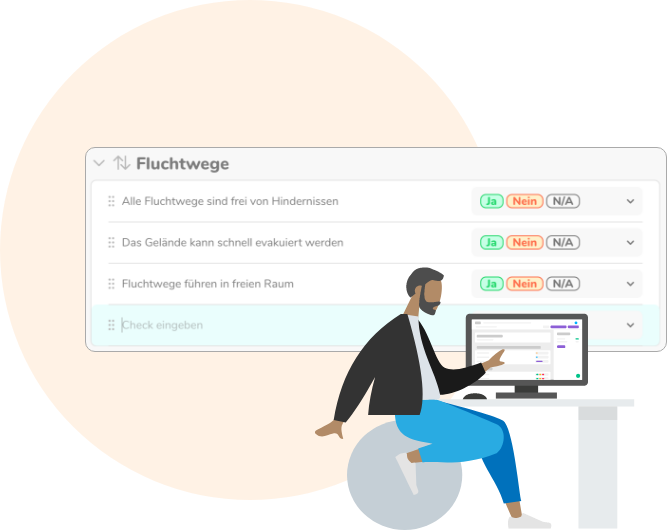 Fluchtwege
Alle Fluchtwege sind frei von Hindernissen Ja Nein N/A
Das Gelände kann schnell evakuiert werden Ja Nein N/A
Fluchtwege führen in freien Raum Ja Nein N/A
Check eingeben